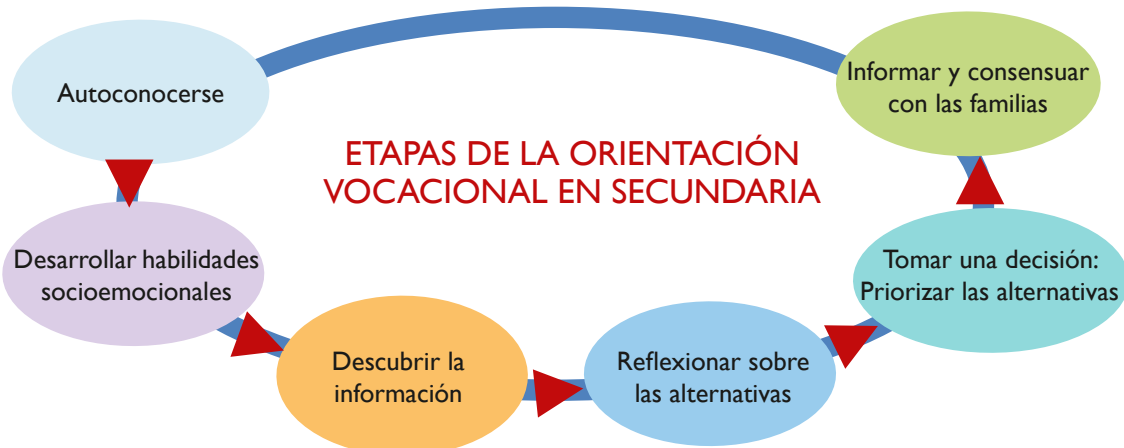 ETAPAS DE LA ORIENTACIÓN
VOCACIONAL EN SECUNDARIA
Autoconocerse
Desarrollar habilidades
socioemocionales
Descubrir la
información
Reflexionar sobre
las alternativas
Tomar una decisión:
Priorizar las alternativas
Informar y consensuar
con las familias